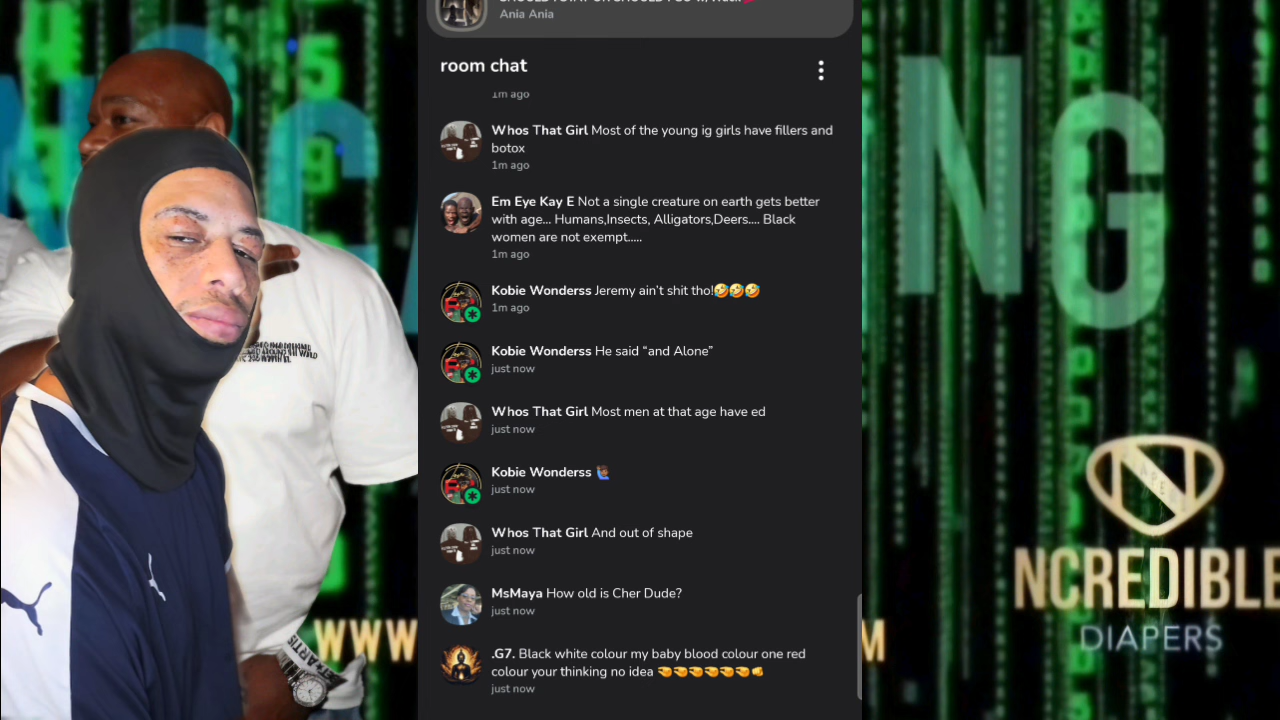 Ania Ania
room chat
1m ago
Whos That Girl Most of the young ig girls have fillers and
botox
1m ago
Em Eye Kay E Not a single creature on earth gets better
with age... Humans,Insects, Alligators,Deers.... Black
women are not exempt.....
1m ago
Kobie Wonderss Jeremy ain't shit tho!🤣🤣🤣
1m ago
Kobie Wonderss He said “and Alone”
just now
Whos That Girl Most men at that age have ed
just now
Kobie Wonderss 🙋🏾‍♂️
just now
Whos That Girl And out of shape
just now
MsMaya How old is Cher Dude?
just now
.G7. Black white colour my baby blood colour one red
colour your thinking no idea 🤜🤜🤜🤜🤜🤜👊
just now
NG
WWW
M
NCREDIBLE
DIAPERS